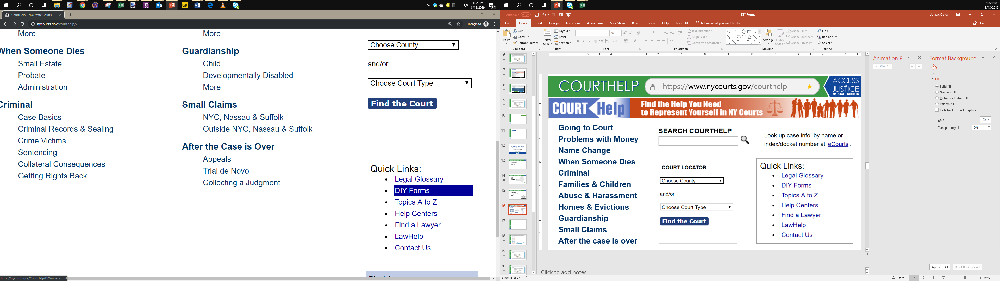 4:32 PM
8/13/2019
17
CourtHelp - N.Y. State Courts
nycourts.gov/courthelp//
Incognito
More
When Someone Dies
Small Estate
Probate
Administration
Criminal
Case Basics
Criminal Records & Sealing
Crime Victims
Sentencing
Collateral Consequences
Getting Rights Back
More
Guardianship
Child
Developmentally Disabled
More
Small Claims
NYC, Nassau & Suffolk
Outside NYC, Nassau & Suffolk
After the Case is Over
Appeals
Trial de Novo
Collecting a Judgment
Choose County
and/or
Choose Court Type
Find the Court
Quick Links:
Legal Glossary
DIY Forms
Topics A to Z
Help Centers
Find a Lawyer
LawHelp
Contact Us
https://nycourts.gov/CourtHelp/DIY/index.shtml
4:32 PM
8/13/2019
AutoSave Off
DIY Forms
Jordan Conan
File Home Insert Design Transitions Animations Slide Show Review View Help Foxit PDF Tell me what you want to do
Share
Paste
Cut
Copy
Format Painter
Clipboard
New Slide
Layout
Reset
Section
Slides
24
Font
Text Direction
Align Text
Convert to SmartArt
Paragraph
Arrange
Quick Styles
Shape Fill
Shape Outline
Shape Effects
Drawing
Find
Replace
Select
Editing
6
7
8
9
10
11
12
13
14
15
16
17
18
19
20
COURTHELP
https://www.nycourts.gov/courthelp
ACCESS
TO
JUSTICE
NY STATE COURTS
COURT Help
Find the Help You Need
to Represent Yourself in NY Courts
Going to Court
Problems with Money
Name Change
When Someone Dies
Criminal
Families & Children
Abuse & Harassment
Homes & Evictions
Guardianship
Small Claims
After the case is over
SEARCH COURTHELP
COURT LOCATOR
Choose County
and/or
Choose Court Type
Find the Court
Look up case info. by name or
index/docket number at eCourts.
Quick Links:
Legal Glossary
DIY Forms
Topics A to Z
Help Centers
Find a Lawyer
LawHelp
Contact Us
Click to add notes
Animation P..
Play All
Format Background
Fill
Solid fill
Gradient fill
Picture or texture fill
Pattern fill
Hide background graphics
Color
Transparency 0%
Apply to All
Reset Background
Slide 16 of 27
Notes
94%